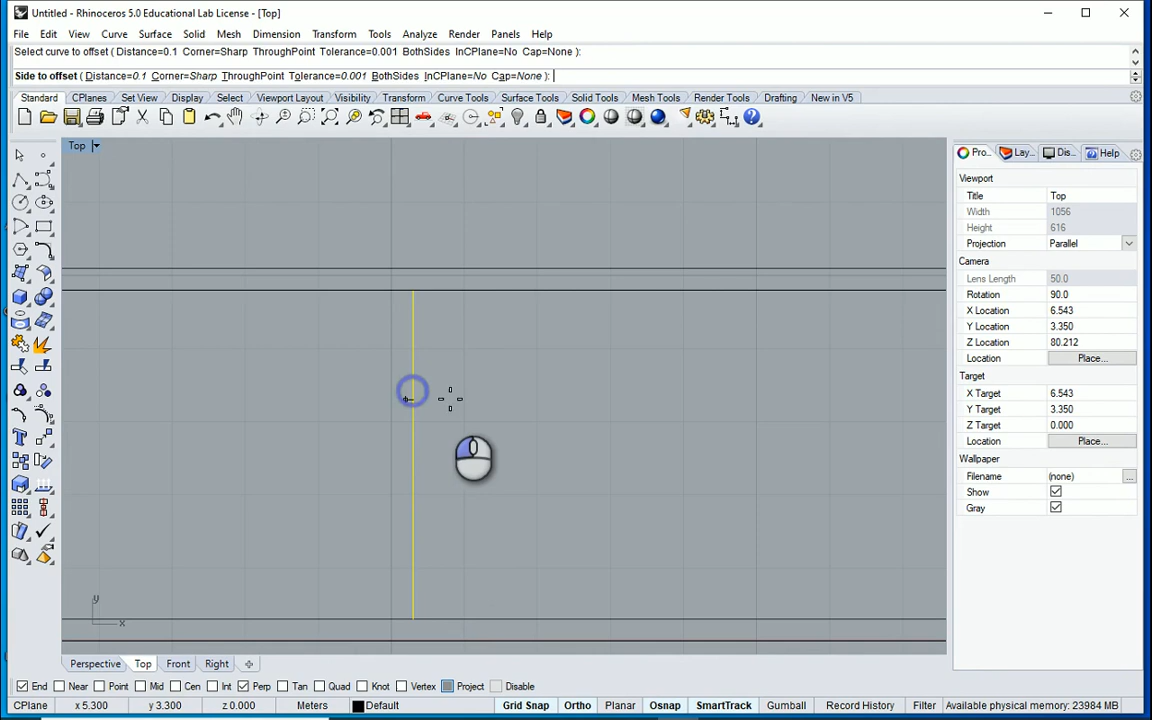 Untitled - Rhinoceros 5.0 Educational Lab License - [Top]
File Edit View Curve Surface Solid Mesh Dimension Transform Tools Analyze Render Panels Help
Select curve to offset ( Distance=0.1 Corner=Sharp ThroughPoint Tolerance=0.001 BothSides InCPlane=No Cap=None ):
Side to offset ( Distance=0.1 Corner=Sharp ThroughPoint Tolerance=0.001 BothSides InCPlane=No Cap=None ):
Standard CPlanes Set View Display Select Viewport Layout Visibility Transform Curve Tools Surface Tools Solid Tools Mesh Tools Render Tools Drafting New in V5
Top
Pro... Lay... Dis... Help
Viewport
Title Top
Width 1056
Height 616
Projection Parallel
Camera
Lens Length 50.0
Rotation 90.0
X Location 6.543
Y Location 3.350
Z Location 80.212
Location Place...
Target
X Target 6.543
Y Target 3.350
Z Target 0.000
Location Place...
Wallpaper
Filename (none) ...
Show
Gray
y
x
Perspective Top Front Right
End Near Point Mid Cen Int Perp Tan Quad Knot Vertex Project Disable
CPlane x 5.300 y 3.300 z 0.000 Meters Default Grid Snap Ortho Planar Osnap SmartTrack Gumball Record History Filter Available physical memory: 23984 MB